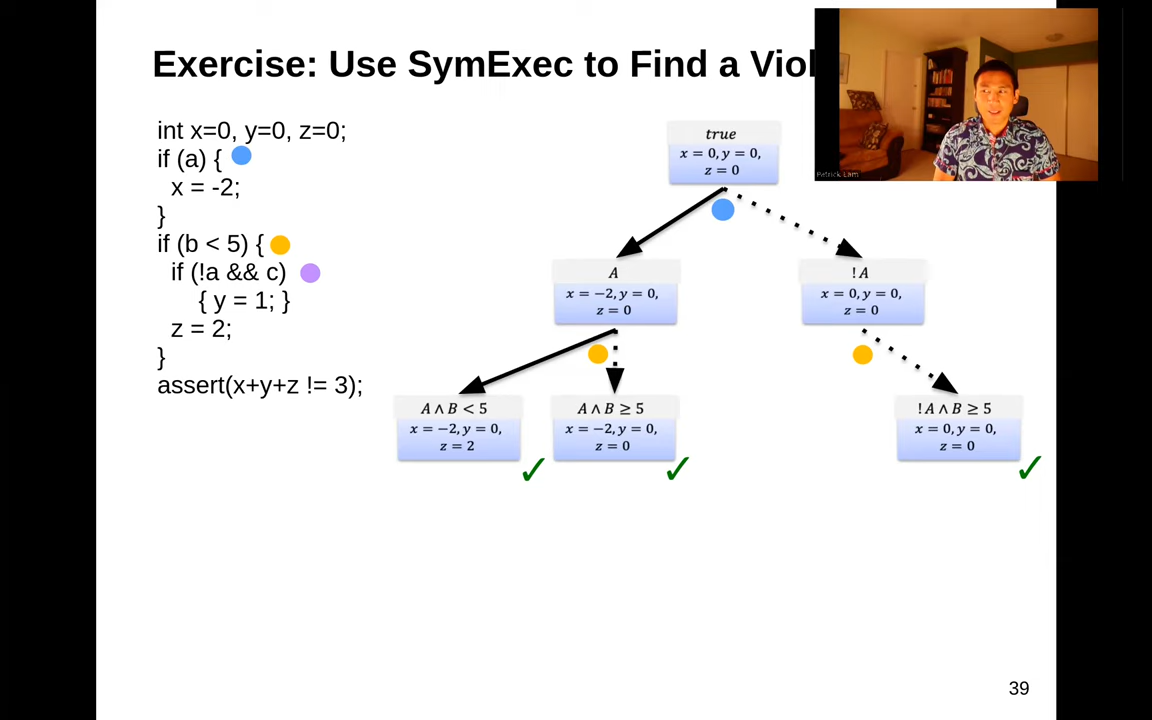 Exercise: Use SymExec to Find a Viol
int x=0, y=0, z=0;
if (a) {
x = -2;
}
if (b < 5) {
if (!a && c)
{ y = 1; }
z = 2;
}
assert(x+y+z != 3);
true
x = 0, y = 0,
z = 0
A
x = −2, y = 0,
z = 0
! A
x = 0, y = 0,
z = 0
A ∧ B < 5
x = −2, y = 0,
z = 2
A ∧ B ≥ 5
x = −2, y = 0,
z = 0
! A ∧ B ≥ 5
x = 0, y = 0,
z = 0
Patrick Lam
39